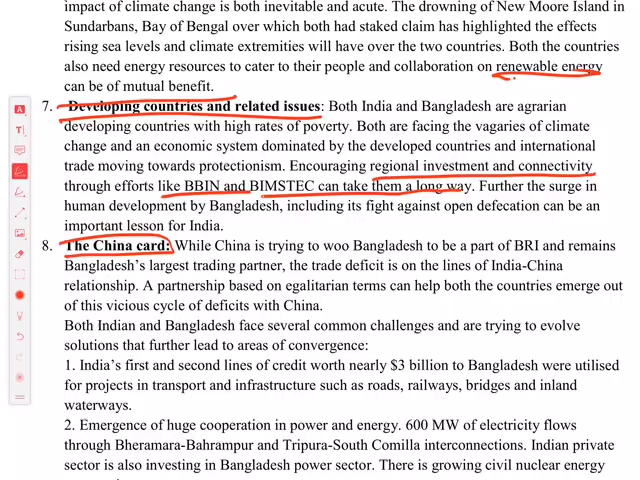 impact of climate change is both inevitable and acute. The drowning of New Moore Island in
Sundarbans, Bay of Bengal over which both had staked claim has highlighted the effects
rising sea levels and climate extremities will have over the two countries. Both the countries
also need energy resources to cater to their people and collaboration on renewable energy
can be of mutual benefit.
7. Developing countries and related issues: Both India and Bangladesh are agrarian
developing countries with high rates of poverty. Both are facing the vagaries of climate
change and an economic system dominated by the developed countries and international
trade moving towards protectionism. Encouraging regional investment and connectivity
through efforts like BBIN and BIMSTEC can take them a long way. Further the surge in
human development by Bangladesh, including its fight against open defecation can be an
important lesson for India.
8. The China card: While China is trying to woo Bangladesh to be a part of BRI and remains
Bangladesh's largest trading partner, the trade deficit is on the lines of India-China
relationship. A partnership based on egalitarian terms can help both the countries emerge out
of this vicious cycle of deficits with China.
Both Indian and Bangladesh face several common challenges and are trying to evolve
solutions that further lead to areas of convergence:
1. India's first and second lines of credit worth nearly $3 billion to Bangladesh were utilised
for projects in transport and infrastructure such as roads, railways, bridges and inland
waterways.
2. Emergence of huge cooperation in power and energy. 600 MW of electricity flows
through Bheramara-Bahrampur and Tripura-South Comilla interconnections. Indian private
sector is also investing in Bangladesh power sector. There is growing civil nuclear energy